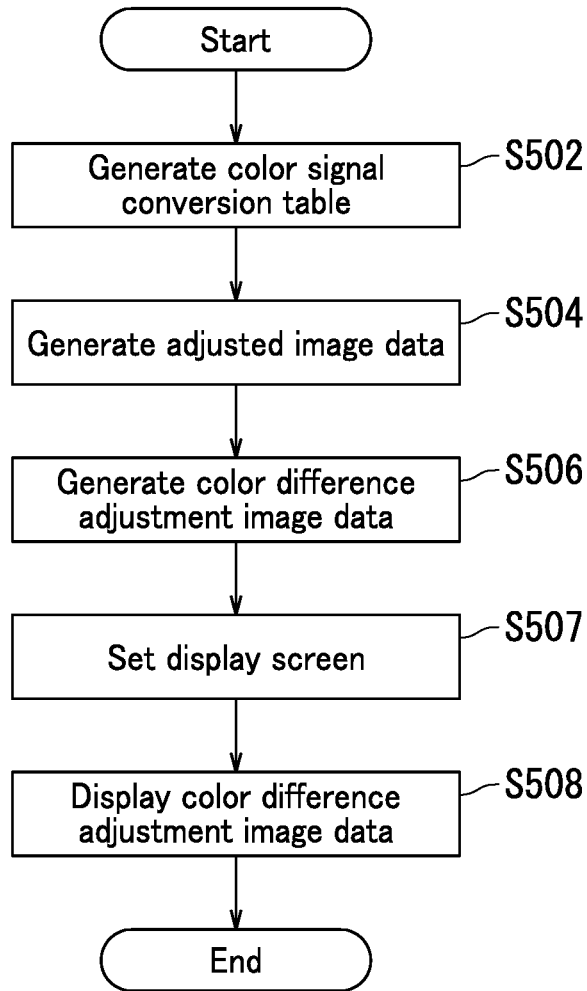 Start
S502
Generate color signal
conversion table
S504
Generate adjusted image data
S506
Generate color difference
adjustment image data
S507
Set display screen
S508
Display color difference
adjustment image data
End